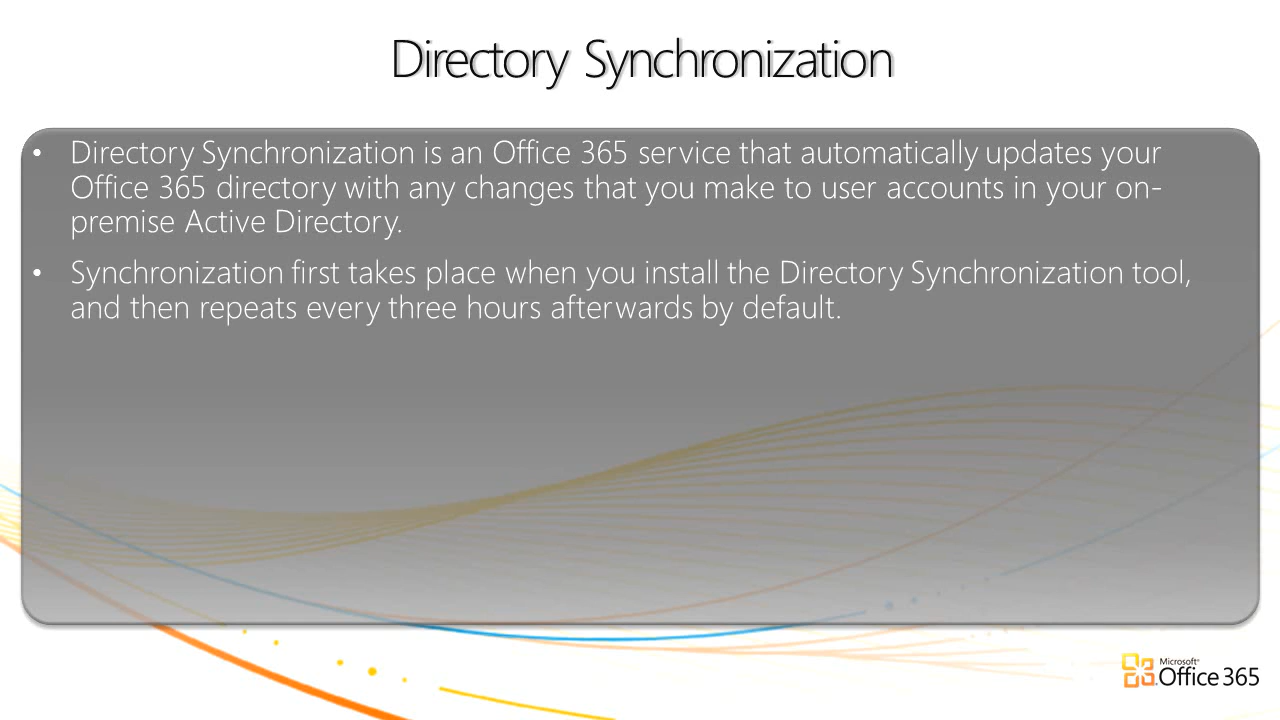 Directory Synchronization
• Directory Synchronization is an Office 365 service that automatically updates your
Office 365 directory with any changes that you make to user accounts in your on-
premise Active Directory.
• Synchronization first takes place when you install the Directory Synchronization tool,
and then repeats every three hours afterwards by default.
Microsoft®
Office 365